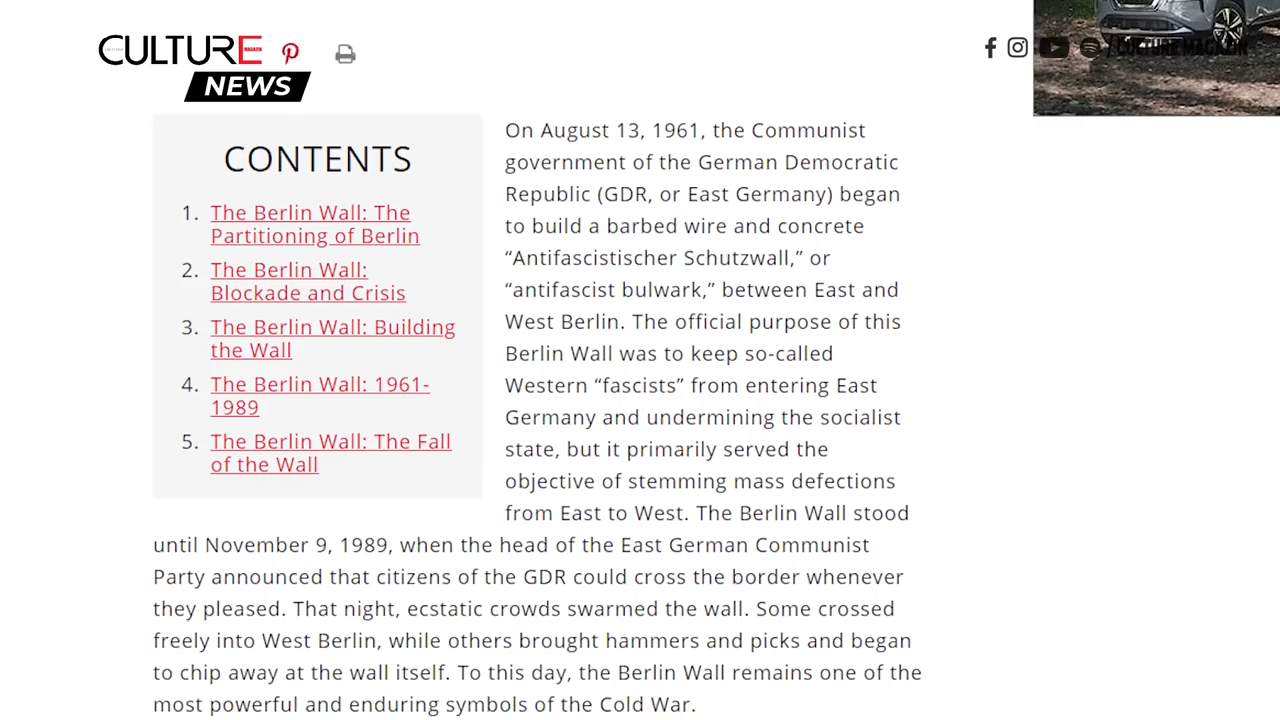 CULTURE
NEWS
/CULTURE.MAGAZIN
CONTENTS
1. The Berlin Wall: The
Partitioning of Berlin
2. The Berlin Wall:
Blockade and Crisis
3. The Berlin Wall: Building
the Wall
4. The Berlin Wall: 1961-
1989
5. The Berlin Wall: The Fall
of the Wall
On August 13, 1961, the Communist
government of the German Democratic
Republic (GDR, or East Germany) began
to build a barbed wire and concrete
“Antifascistischer Schutzwall,” or
“antifascist bulwark,” between East and
West Berlin. The official purpose of this
Berlin Wall was to keep so-called
Western “fascists” from entering East
Germany and undermining the socialist
state, but it primarily served the
objective of stemming mass defections
from East to West. The Berlin Wall stood
until November 9, 1989, when the head of the East German Communist
Party announced that citizens of the GDR could cross the border whenever
they pleased. That night, ecstatic crowds swarmed the wall. Some crossed
freely into West Berlin, while others brought hammers and picks and began
to chip away at the wall itself. To this day, the Berlin Wall remains one of the
most powerful and enduring symbols of the Cold War.